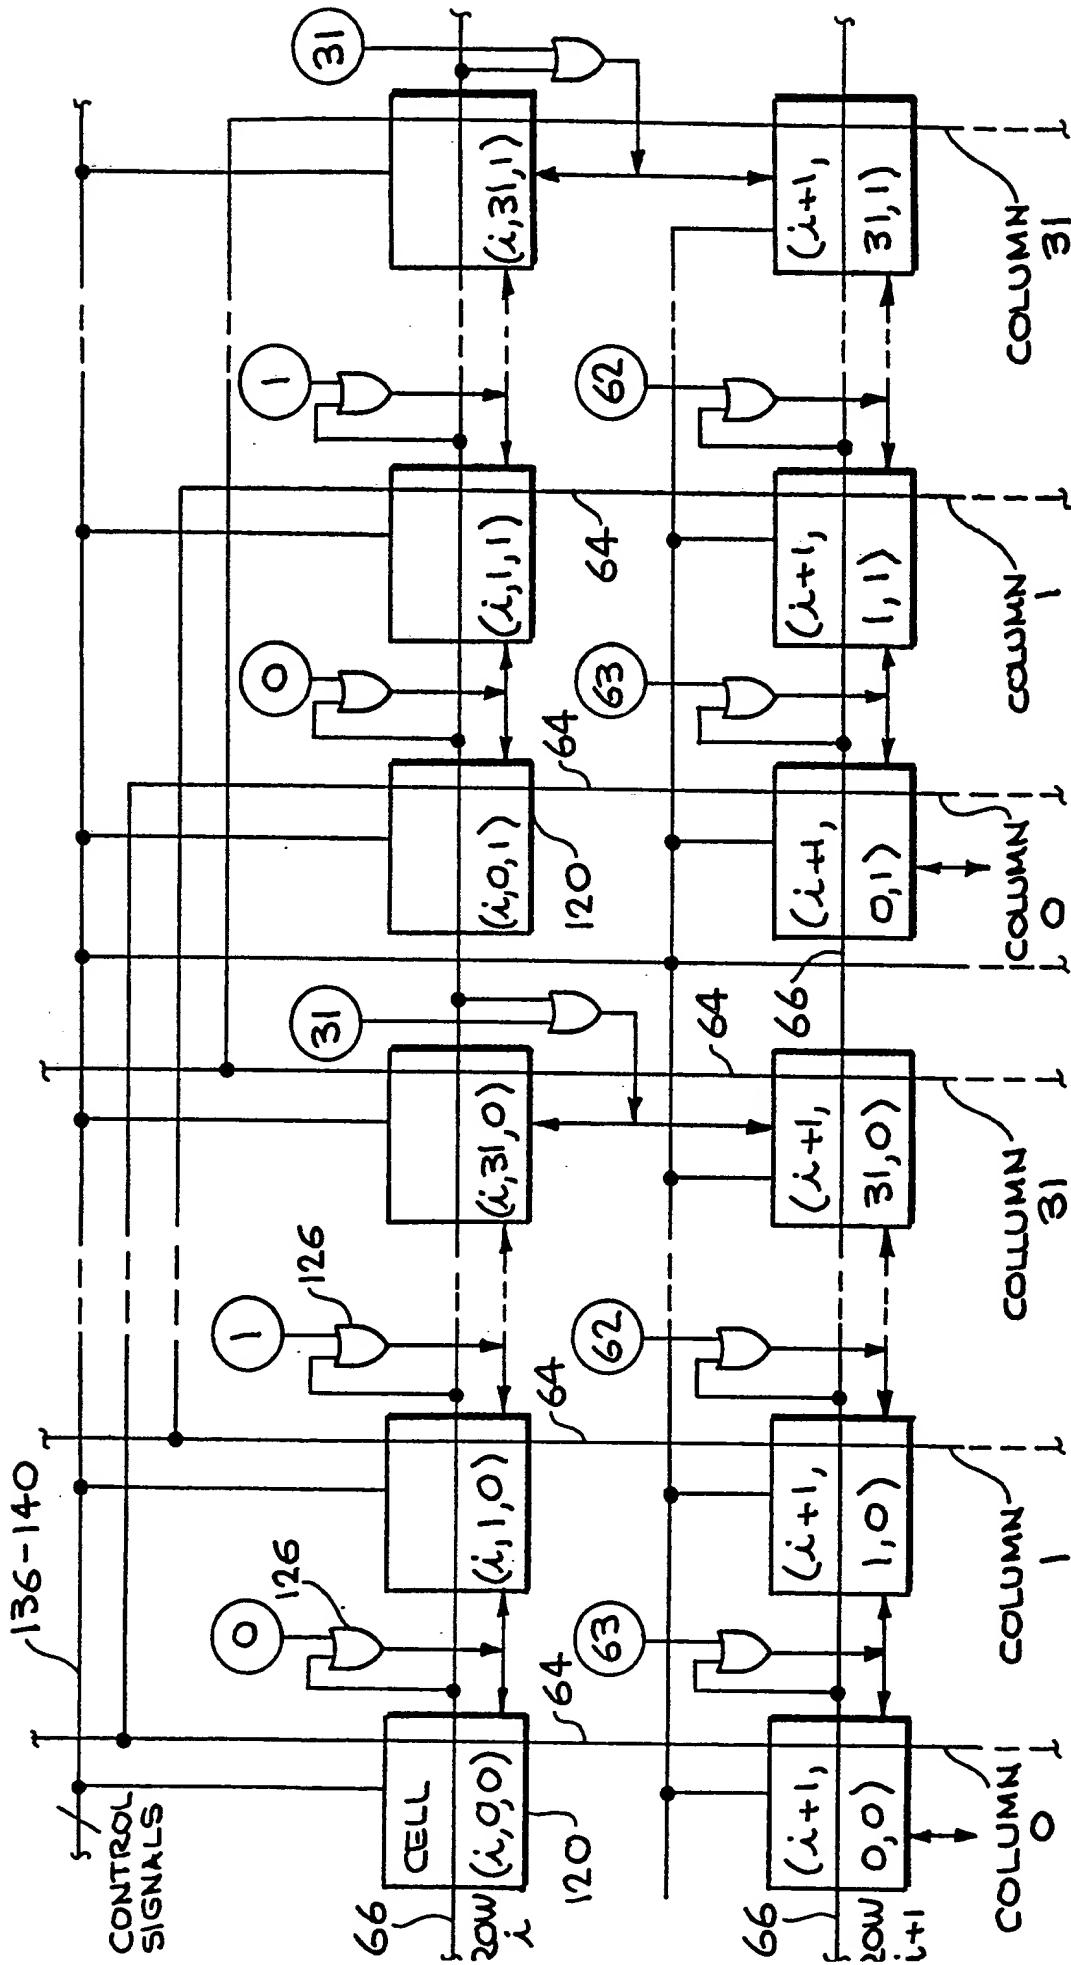 136-140
CONTROL
SIGNALS
0
126
1
126
31
0
1
31
66
ROW
i
CELL
(i,0,0)
(i,1,0)
(i,31,0)
(i,0,1)
(i,1,1)
(i,31,1)
120
64
64
64
120
64
64
63
62
63
62
66
ROW
i+1
(i+1,
0,0)
(i+1,
1,0)
(i+1,
31,0)
66
(i+1,
0,1)
(i+1,
1,1)
(i+1,
31,1)
COLUMN
0
COLUMN
1
COLUMN
31
COLUMN
0
COLUMN
1
COLUMN
31